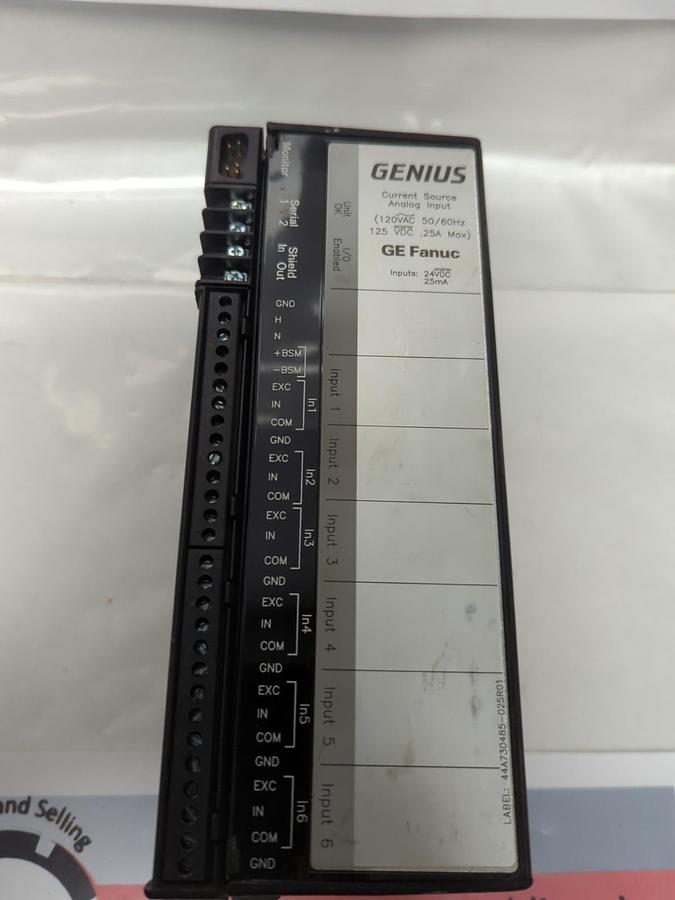 GENIUS
Current Source
Analog Input
(120VAC 50/60Hz
125 VDC .25A Max)
GE Fanuc
Inputs: 24VDC
25mA
Monitor
Serial
1 2
Shield
In Out
Unit
OK
I/O
Enabled
GND
H
N
+BSM
-BSM
EXC
IN
COM
In1
Input 1
GND
EXC
IN
COM
In2
Input 2
EXC
IN
COM
In3
Input 3
GND
EXC
IN
COM
In4
Input 4
GND
EXC
IN
COM
In5
Input 5
GND
EXC
IN
COM
In6
Input 6
GND
LABEL: 44A730485-025R01
and Selling